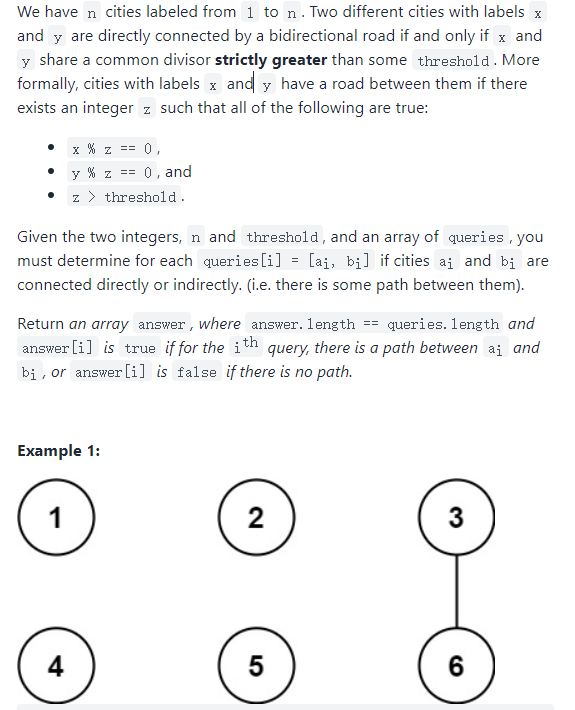 We have n cities labeled from 1 to n. Two different cities with labels x
and y are directly connected by a bidirectional road if and only if x and
y share a common divisor strictly greater than some threshold. More
formally, cities with labels x and y have a road between them if there
exists an integer z such that all of the following are true:
• x % z == 0,
• y % z == 0, and
• z > threshold.
Given the two integers, n and threshold, and an array of queries, you
must determine for each queries[i] = [ai, bi] if cities ai and bi are
connected directly or indirectly. (i.e. there is some path between them).
Return an array answer, where answer.length == queries.length and
answer[i] is true if for the ith query, there is a path between ai and
bi, or answer[i] is false if there is no path.
Example 1:
1 2 3
4 5 6